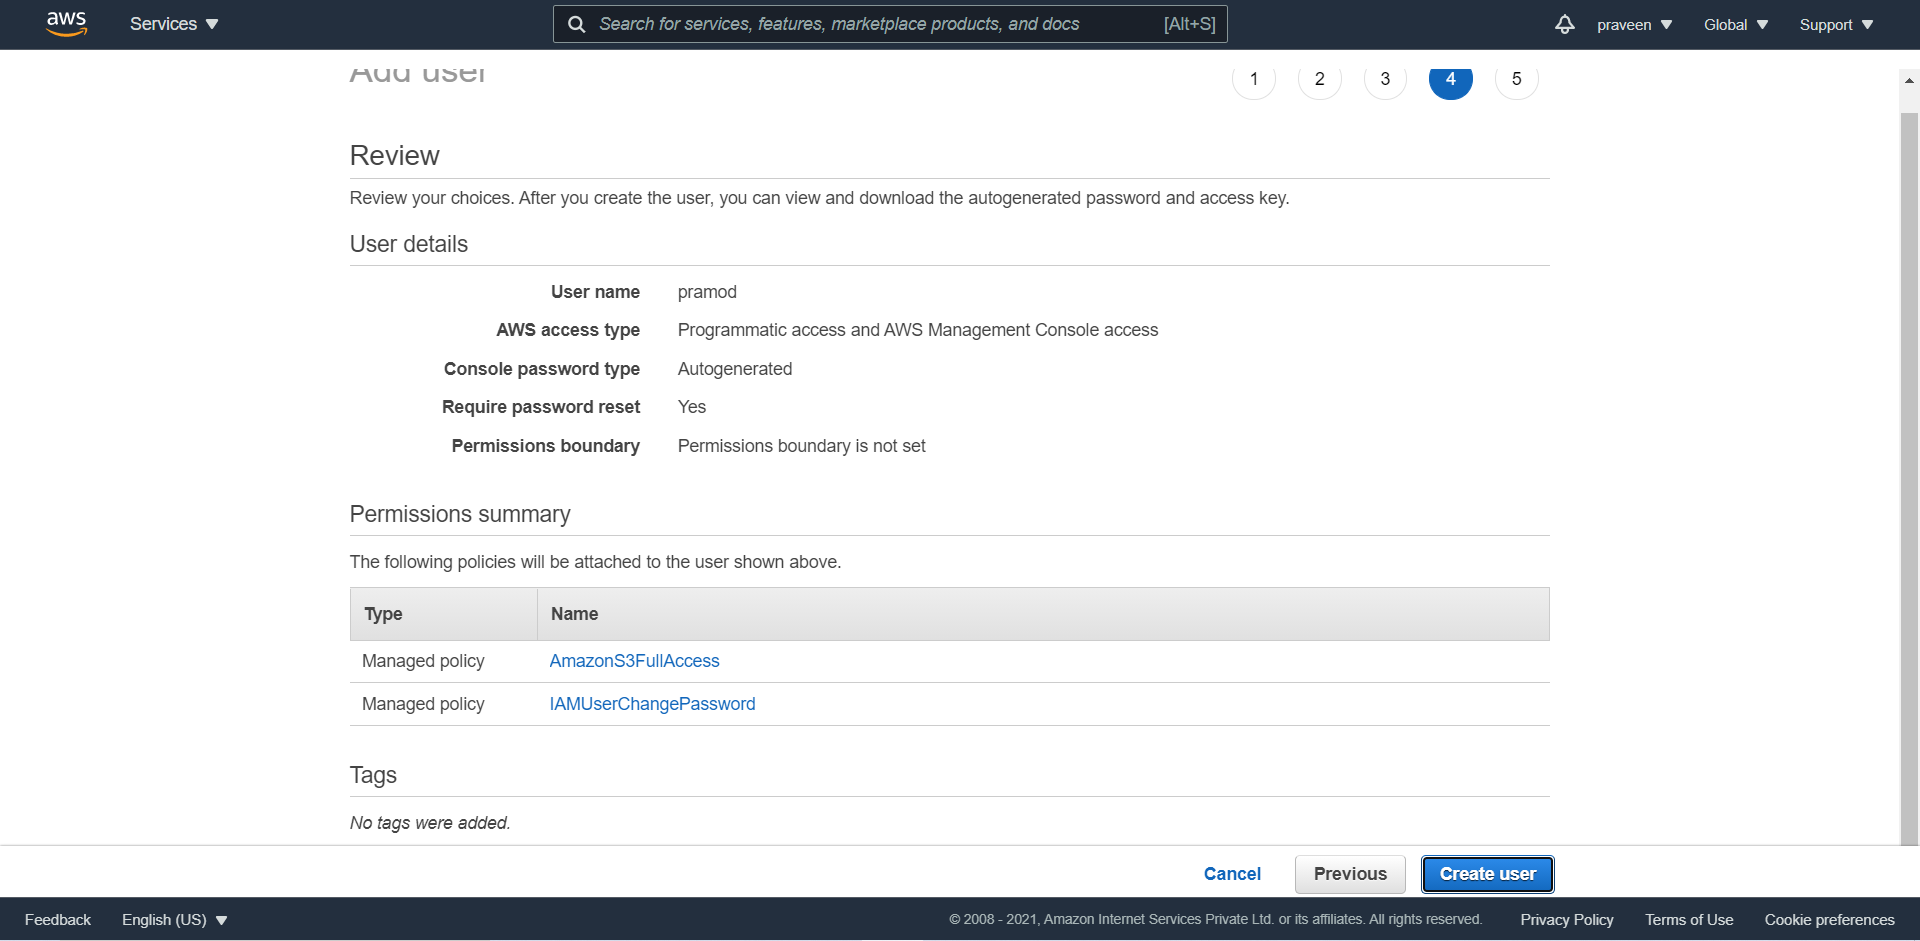 aws Services Search for services, features, marketplace products, and docs [Alt+S] praveen Global Support
Add user 1 2 3 4 5
Review
Review your choices. After you create the user, you can view and download the autogenerated password and access key.
User details
User name pramod
AWS access type Programmatic access and AWS Management Console access
Console password type Autogenerated
Require password reset Yes
Permissions boundary Permissions boundary is not set
Permissions summary
The following policies will be attached to the user shown above.
Type Name
Managed policy AmazonS3FullAccess
Managed policy IAMUserChangePassword
Tags
No tags were added.
Cancel Previous Create user
Feedback English (US) © 2008 - 2021, Amazon Internet Services Private Ltd. or its affiliates. All rights reserved. Privacy Policy Terms of Use Cookie preferences